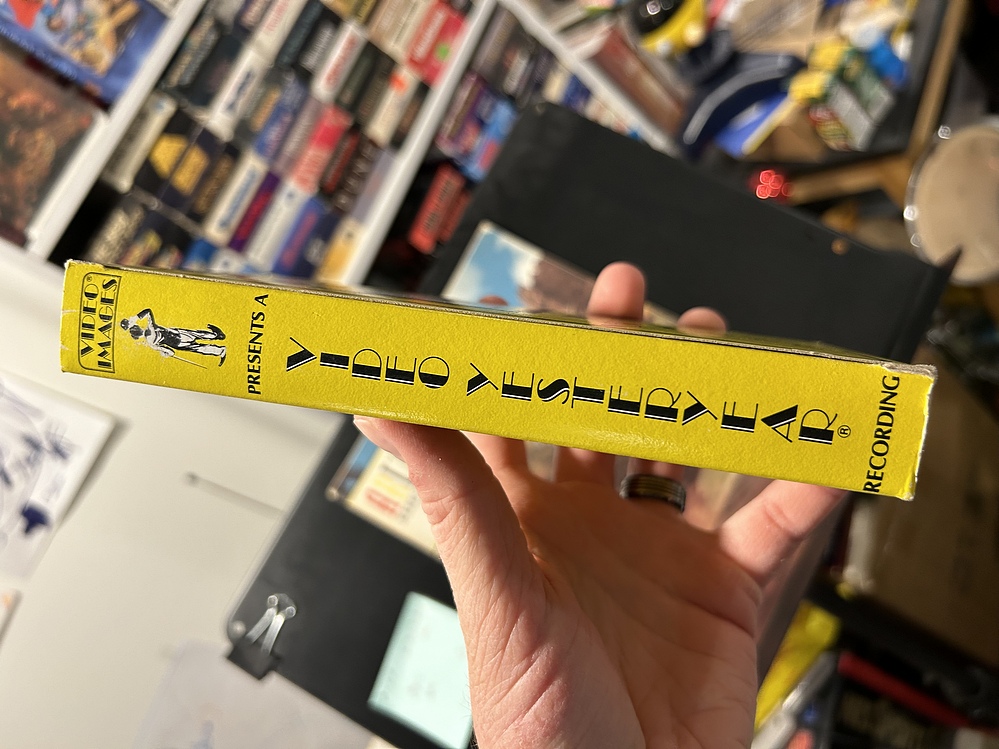 VIDEO®
IMAGES
PRESENTS A
VIDEO YESTERYEAR®
RECORDING